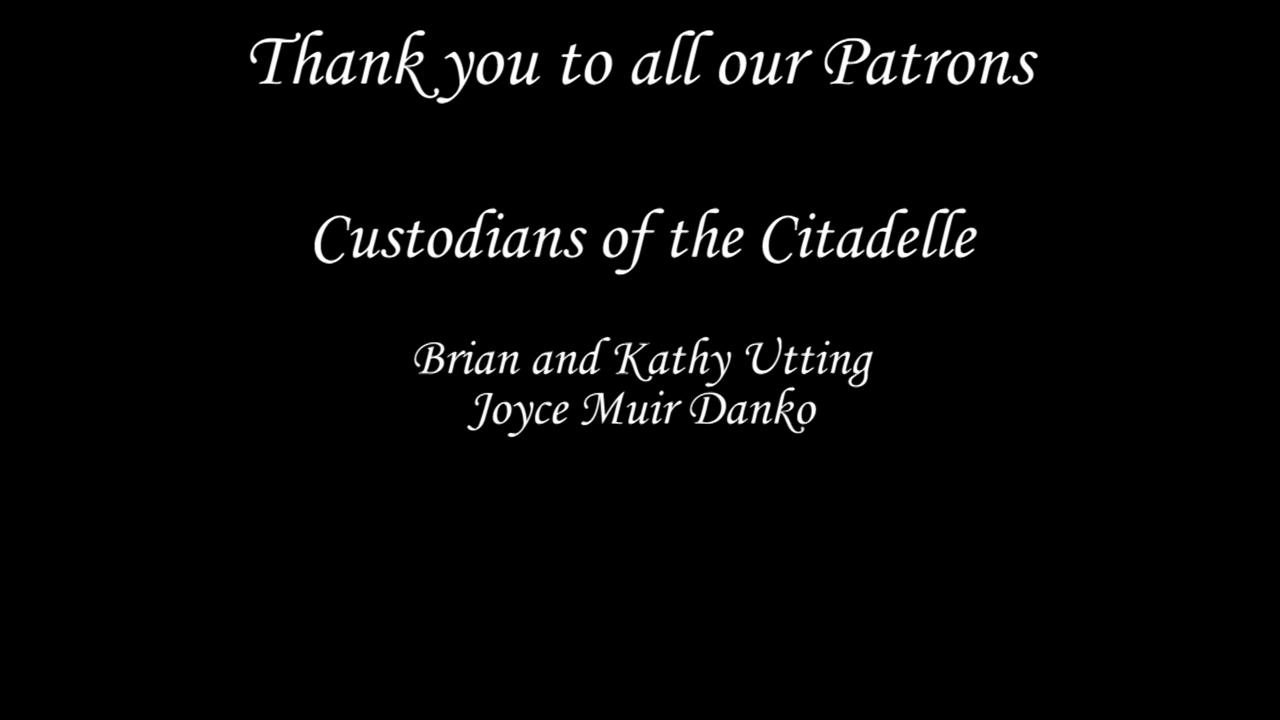 Thank you to all our Patrons
Custodians of the Citadelle
Brian and Kathy Utting
Joyce Muir Danko